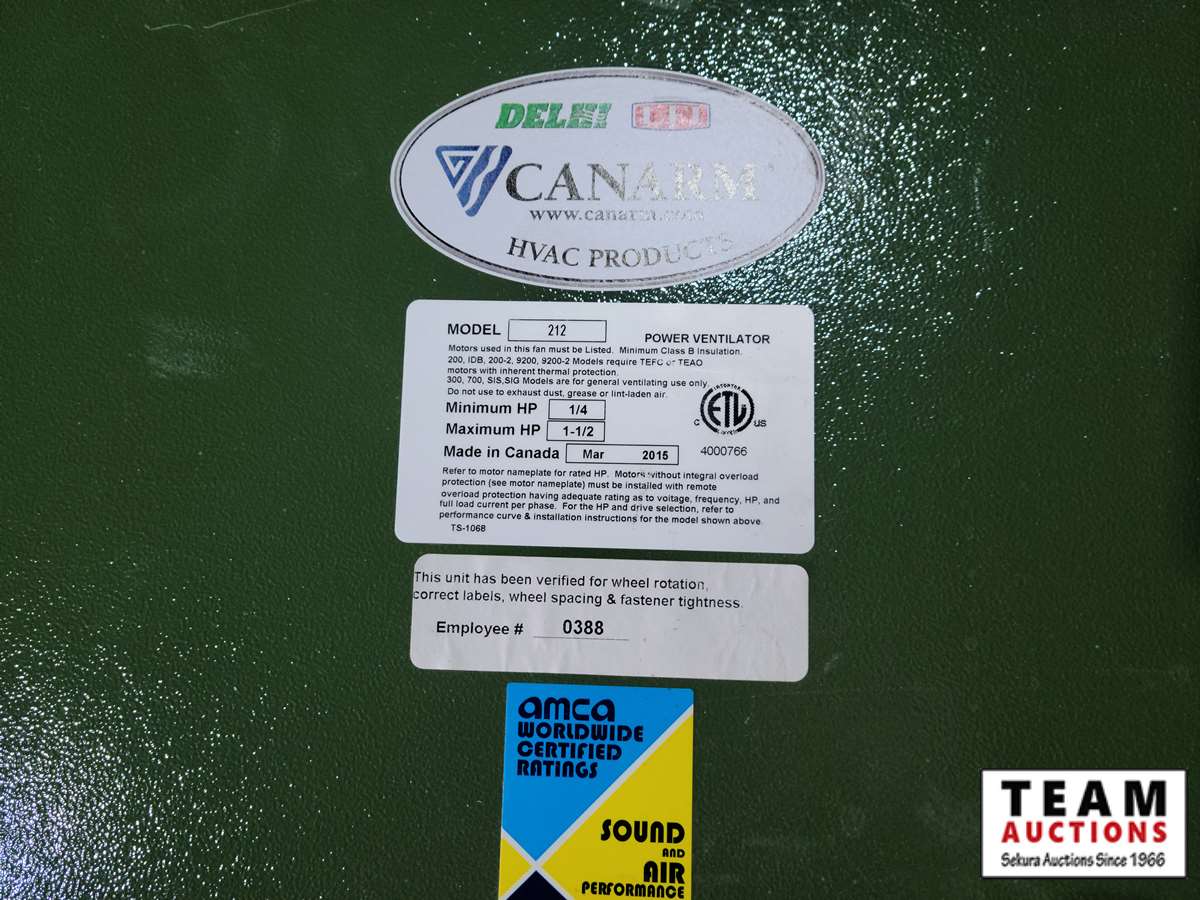 DELHI
CANARM
www.canarm.com
HVAC PRODUCTS
MODEL 212 POWER VENTILATOR
Motors used in this fan must be Listed. Minimum Class B Insulation.
200, IDB, 200-2, 9200, 9200-2 Models require TEFC or TEAO
motors with inherent thermal protection.
300, 700, SIS,SIG Models are for general ventilating use only.
Do not use to exhaust dust, grease or lint-laden air.
Minimum HP 1/4
Maximum HP 1-1/2
Made in Canada Mar 2015
C ETL us
4000766
Refer to motor nameplate for rated HP. Motors without integral overload
protection (see motor nameplate) must be installed with remote
overload protection having adequate rating as to voltage, frequency, HP, and
full load current per phase. For the HP and drive selection, refer to
performance curve & installation instructions for the model shown above.
TS-1068
This unit has been verified for wheel rotation,
correct labels, wheel spacing & fastener tightness.
Employee # 0388
amca
WORLDWIDE
CERTIFIED
RATINGS
SOUND
AND
AIR
PERFORMANCE
TEAM
AUCTIONS
Sekura Auctions Since 1966